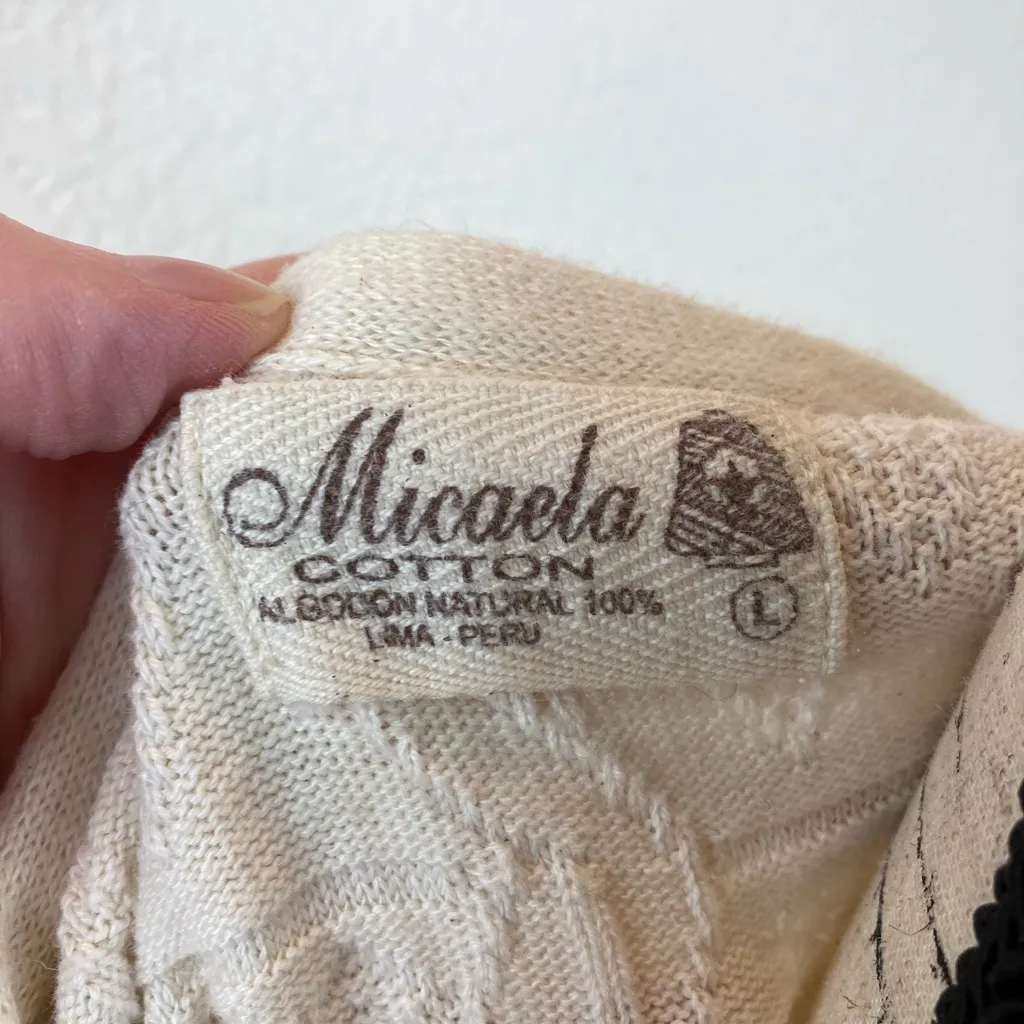 Micaela
COTTON
ALGODON NATURAL 100%
LIMA - PERU
L